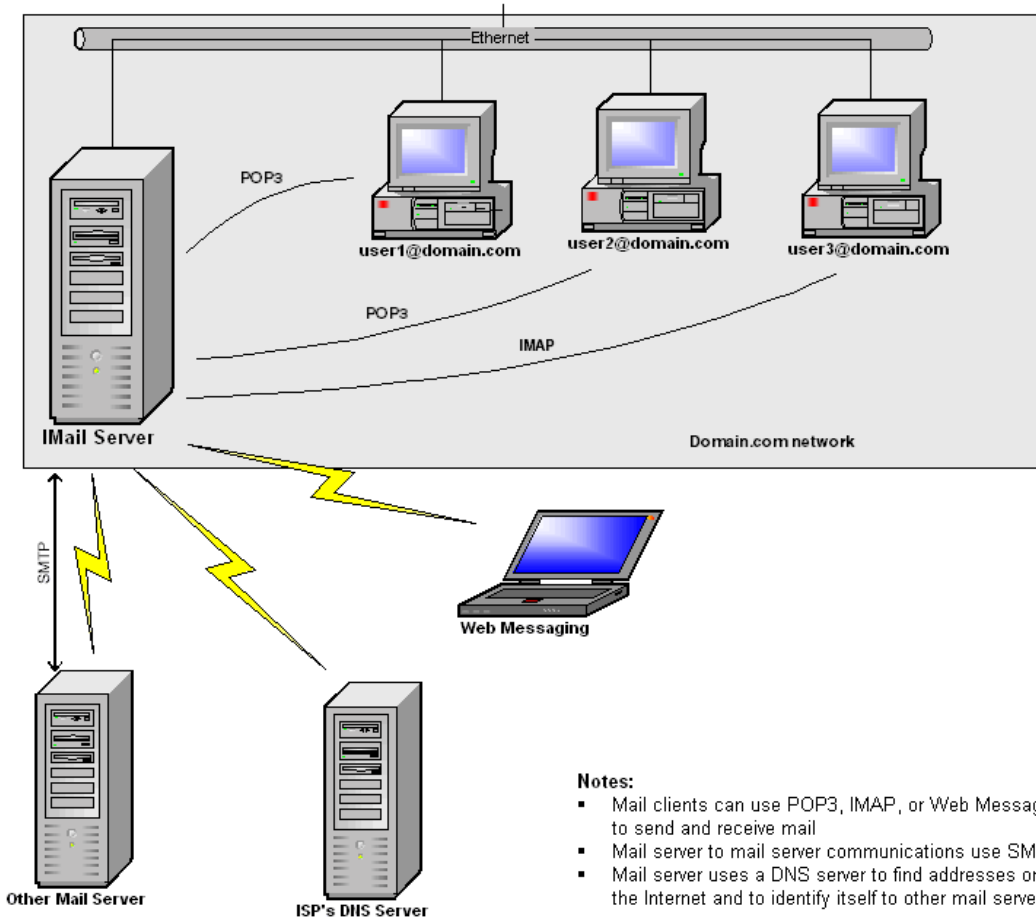 Ethernet
POP3
user1@domain.com
user2@domain.com
user3@domain.com
POP3
IMAP
IMail Server
Domain.com network
SMTP
Web Messaging
Other Mail Server
ISP's DNS Server
Notes:
▪ Mail clients can use POP3, IMAP, or Web
to send and receive mail
▪ Mail server to mail server communications use
▪ Mail server uses a DNS server to find addresses
the Internet and to identify itself to other mail